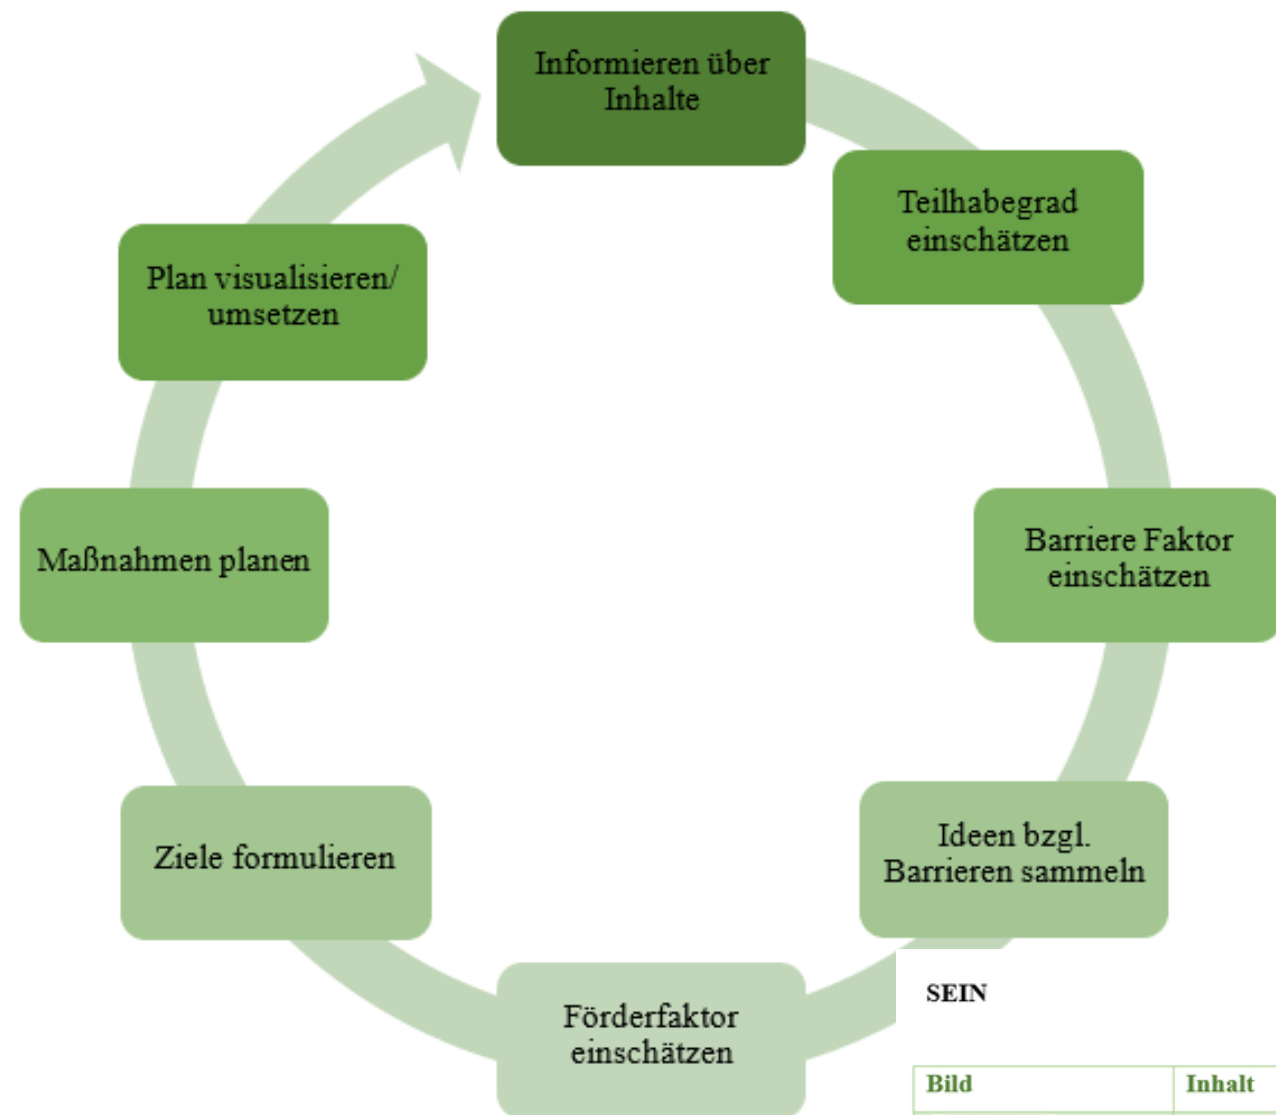 Informieren über
Inhalte
Teilhabegrad
einschätzen
Barriere Faktor
einschätzen
Ideen bzgl.
Barrieren sammeln
Förderfaktor
einschätzen
Ziele formulieren
Maßnahmen planen
Plan visualisieren/
umsetzen
SEIN
Bild Inhalt